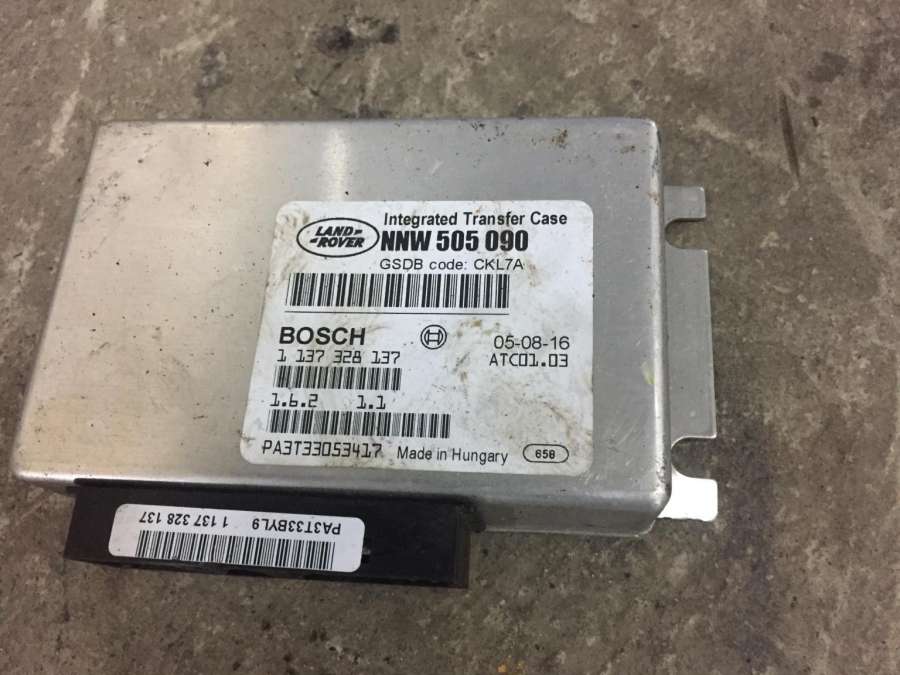 LAND-
-ROVER
Integrated Transfer Case
NNW 505 090
GSDB code: CKL7A
BOSCH
05-08-16
1 137 328 137
ATC01.03
1.6.2 1.1
PA3T33053417
Made in Hungary
658
PA3T33BYL9 1 137 328 137